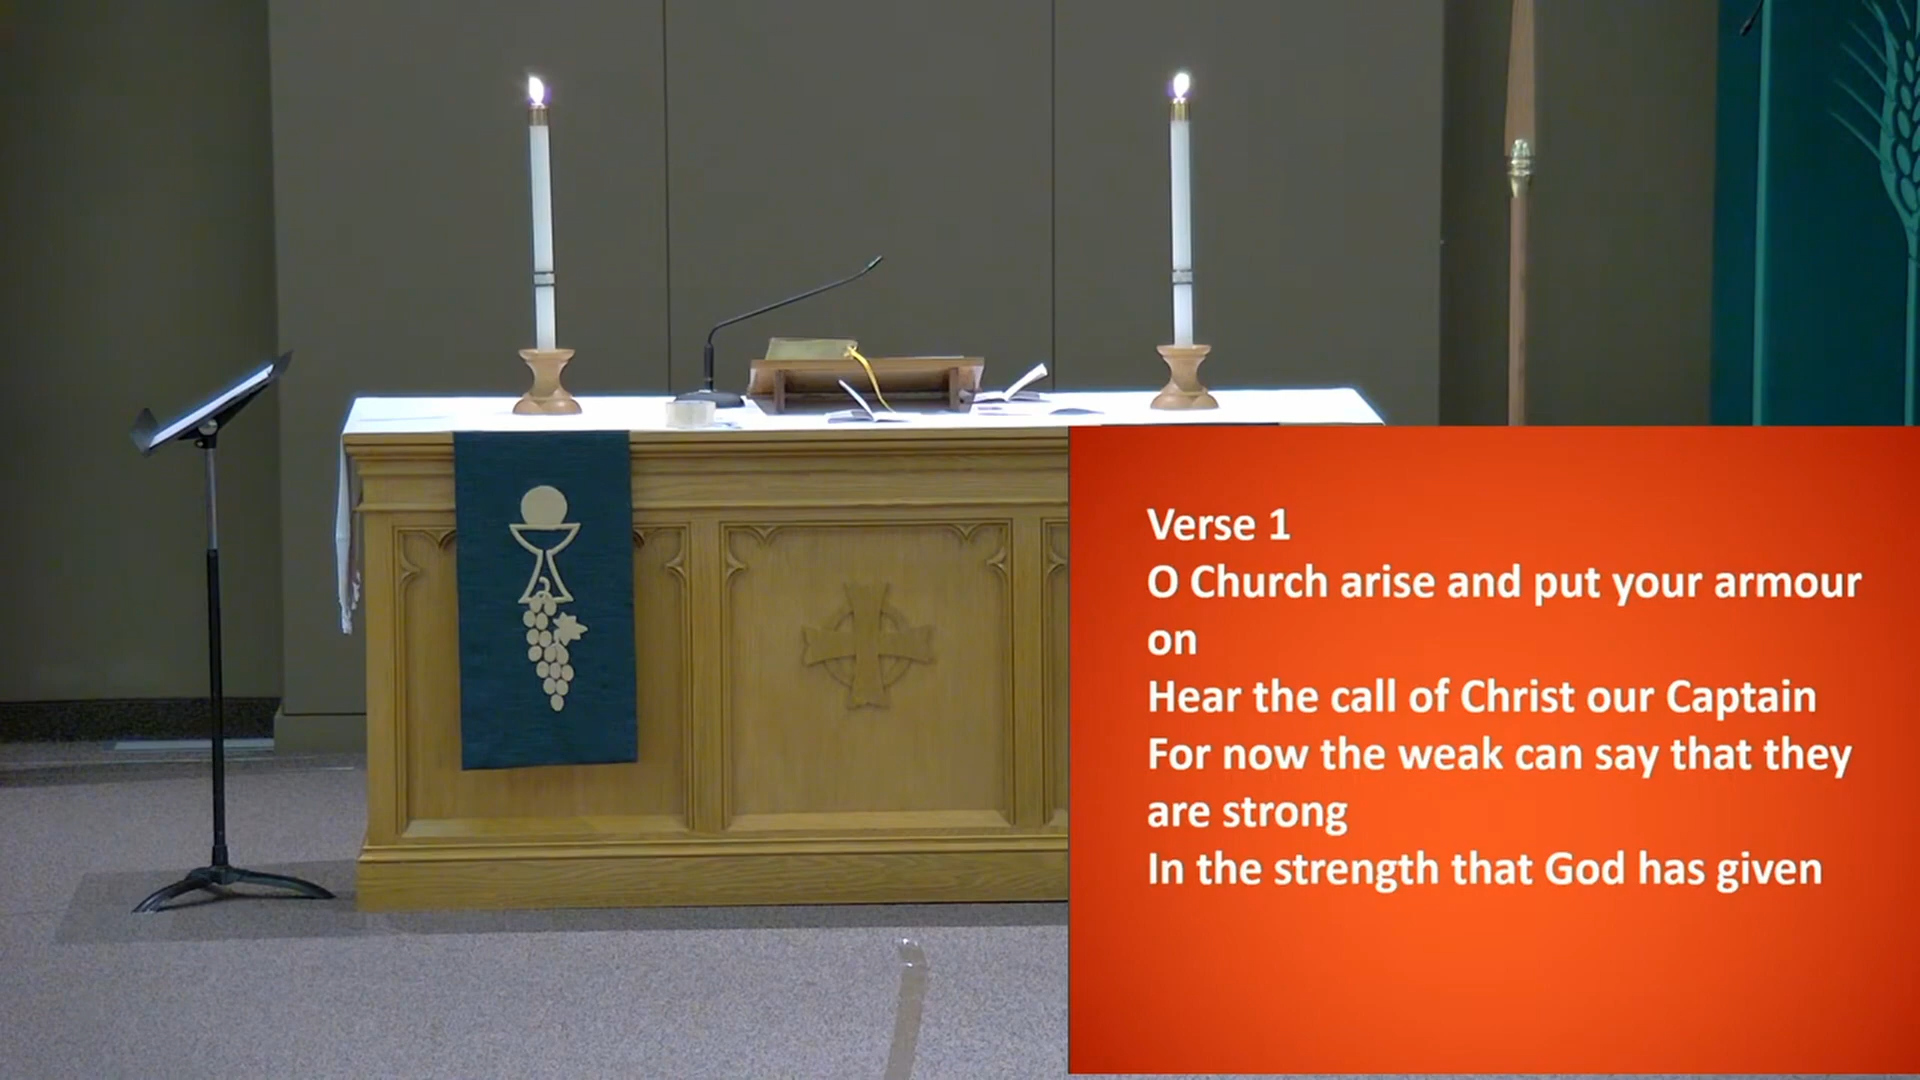 Verse 1
O Church arise and put your armour
on
Hear the call of Christ our Captain
For now the weak can say that they
are strong
In the strength that God has given